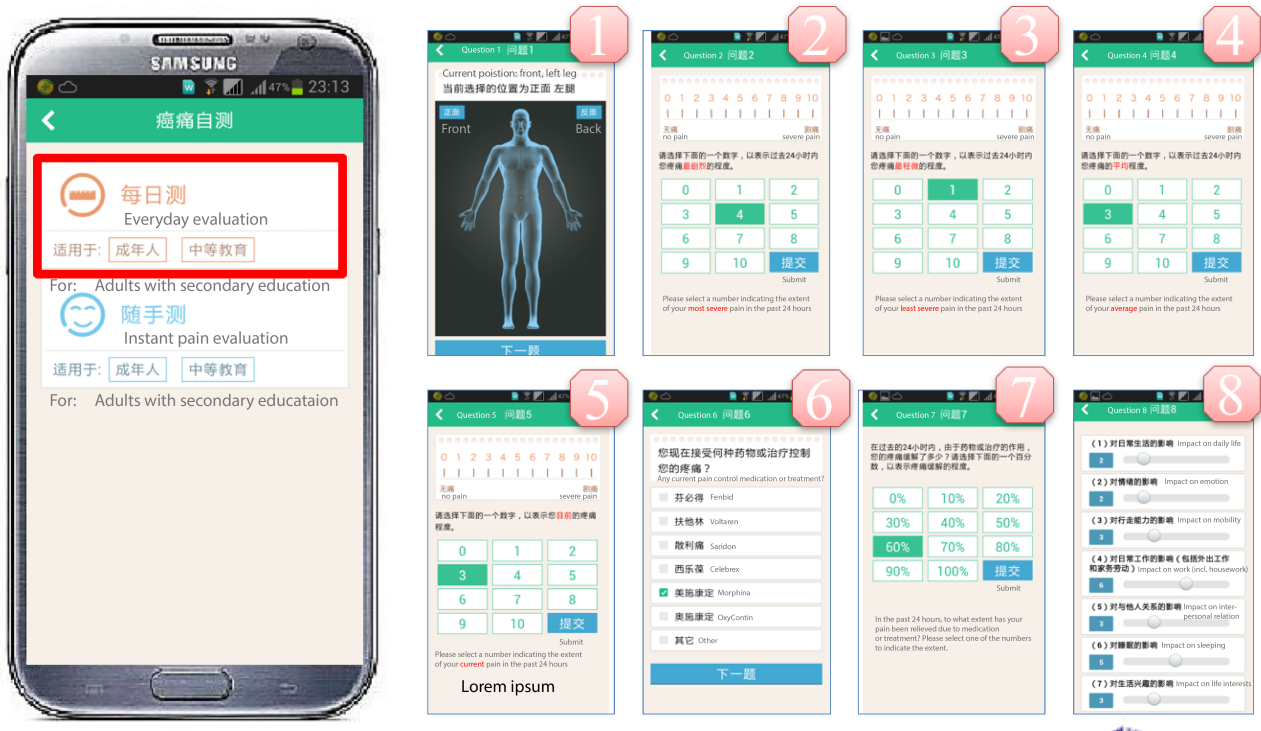 SAMSUNG
47% 23:13
癌痛自测
每日测
Everyday evaluation
适用于: 成年人 中等教育
For: Adults with secondary education
随手测
Instant pain evaluation
适用于: 成年人 中等教育
For: Adults with secondary educataion
1
Question 1 问题1
Current poistion: front, left leg
当前选择的位置为正面 左腿
正面 反面
Front Back
下一题
2
Question 2 问题2
0 1 2 3 4 5 6 7 8 9 10
无痛 剧痛
no pain severe pain
请选择下面的一个数字，以表示过去24小时内
您疼痛最剧烈的程度。
0 1 2
3 4 5
6 7 8
9 10 提交
Submit
Please select a number indicating the extent
of your most severe pain in the past 24 hours
3
Question 3 问题3
0 1 2 3 4 5 6 7 8 9 10
无痛 剧痛
no pain severe pain
请选择下面的一个数字，以表示过去24小时内
您疼痛最轻微的程度。
0 1 2
3 4 5
6 7 8
9 10 提交
Submit
Please select a number indicating the extent
of your least severe pain in the past 24 hours
4
Question 4 问题4
0 1 2 3 4 5 6 7 8 9 10
无痛 剧痛
no pain severe pain
请选择下面的一个数字，以表示过去24小时内
您疼痛的平均程度。
0 1 2
3 4 5
6 7 8
9 10 提交
Submit
Please select a number indicating the extent
of your average pain in the past 24 hours
5
Question 5 问题5
0 1 2 3 4 5 6 7 8 9 10
无痛 剧痛
no pain severe pain
请选择下面的一个数字，以表示您目前的疼痛
程度。
0 1 2
3 4 5
6 7 8
9 10 提交
Submit
Please select a number indicating the extent
of your current pain in the past 24 hours
Lorem ipsum
6
Question 6 问题6
您现在接受何种药物或治疗控制
您的疼痛？
Any current pain control medication or treatment?
芬必得 Fenbid
扶他林 Voltaren
散利痛 Saridon
西乐葆 Celebrex
美施康定 Morphina
奥施康定 OxyContin
其它 Other
下一题
7
Question 7 问题7
在过去的24小时内，由于药物或治疗的作用，
您的疼痛缓解了多少？请选择下面的一个百分
数，以表示疼痛缓解的程度。
0% 10% 20%
30% 40% 50%
60% 70% 80%
90% 100% 提交
Submit
In the past 24 hours, to what extent has your
pain been relieved due to medication
or treatment? Please select one of the numbers
to indicate the extent.
8
Question 8 问题8
（1）对日常生活的影响 Impact on daily life
2
（2）对情绪的影响 Impact on emotion
2
（3）对行走能力的影响 Impact on mobility
3
（4）对日常工作的影响（包括外出工作
和家务劳动） Impact on work (incl. housework)
6
（5）对与他人关系的影响 Impact on inter-
personal relation
3
（6）对睡眠的影响 Impact on sleeping
5
（7）对生活兴趣的影响 Impact on life interests
3